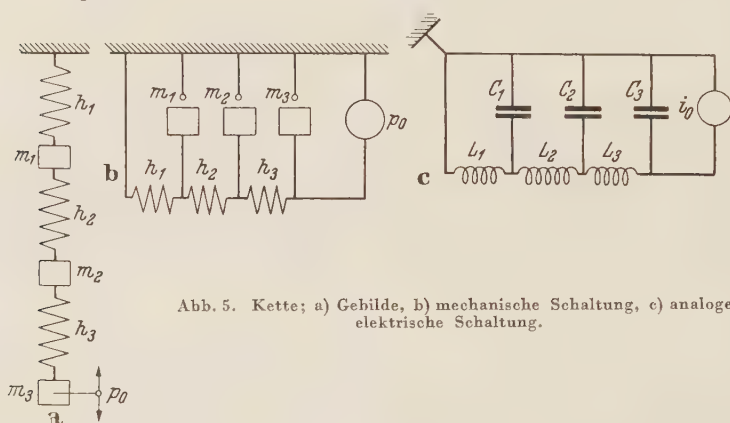 h₁
m₁
h₂
m₂
h₃
m₃
p₀
a
b
m₁ m₂ m₃
p₀
h₁ h₂ h₃
c
C₁ C₂ C₃
i₀
L₁ L₂ L₃
Abb. 5. Kette; a) Gebilde, b) mechanische Schaltung, c) analoge
elektrische Schaltung.